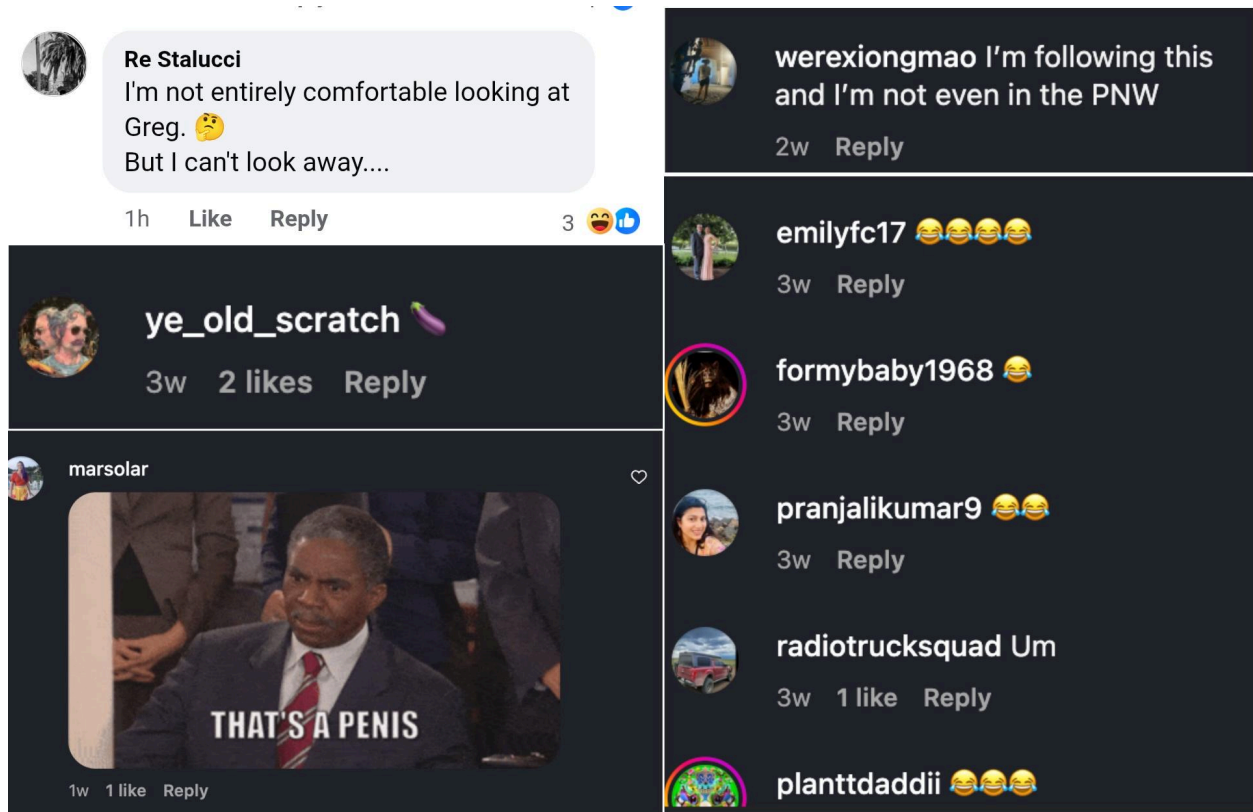 Re Stalucci
I'm not entirely comfortable looking at
Greg. 🤔
But I can't look away....
1h Like Reply 3
ye_old_scratch 🍆
3w 2 likes Reply
marsolar
THAT'S A PENIS
1w 1 like Reply
werexiongmao I'm following this
and I'm not even in the PNW
2w Reply
emilyfc17 😂😂😂😂
3w Reply
formybaby1968 😂
3w Reply
pranjalikumar9 😂😂
3w Reply
radiotrucksquad Um
3w 1 like Reply
planttdaddii 😂😂😂